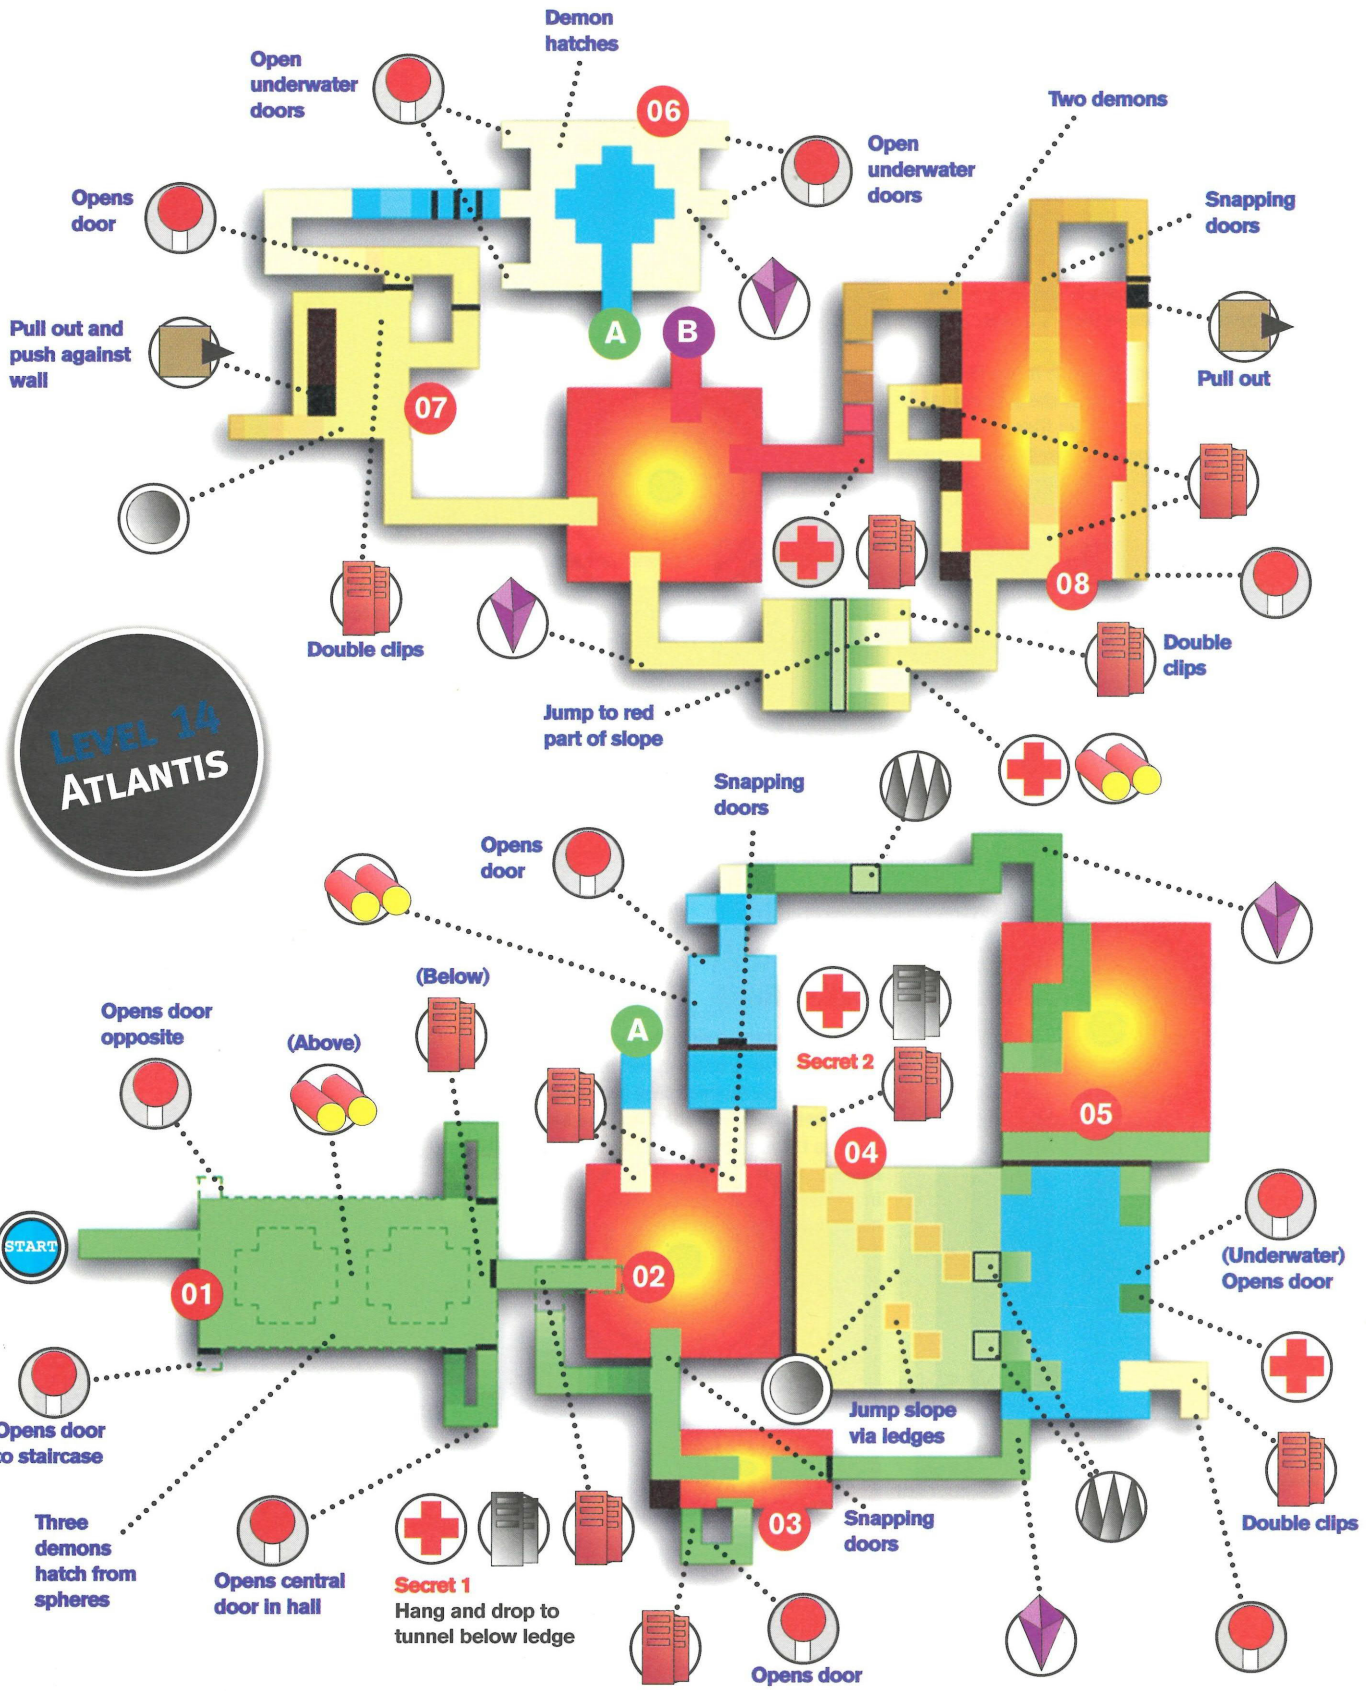 Demon
hatches
Open
underwater
doors
06
Two demons
Open
underwater
doors
Opens
door
Snapping
doors
A
B
Pull out and
push against
wall
Pull out
07
08
Double clips
Double
clips
Jump to red
part of slope
LEVEL 14
ATLANTIS
Snapping
doors
Opens
door
(Below)
Opens door
opposite
(Above)
A
Secret 2
05
04
START
01
02
(Underwater)
Opens door
Opens door
to staircase
Jump slope
via ledges
Three
demons
hatch from
spheres
03
Snapping
doors
Double clips
Opens central
door in hall
Secret 1
Hang and drop to
tunnel below ledge
Opens door